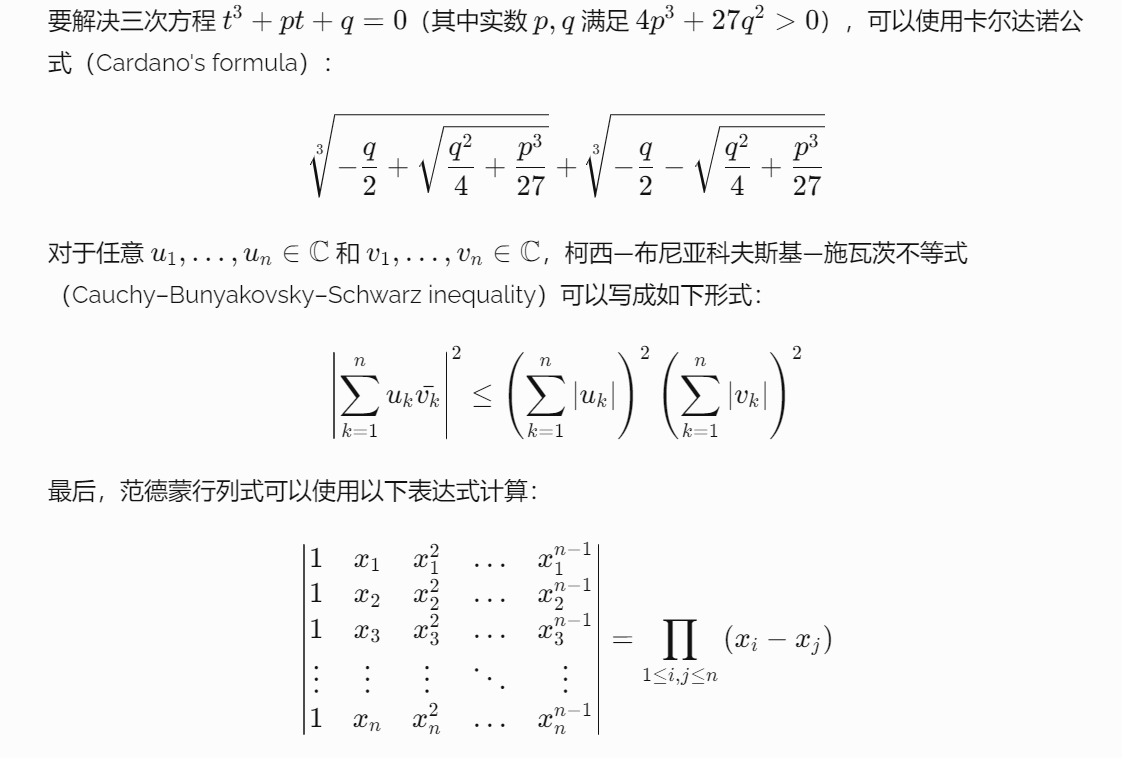 要解决三次方程 $t^3 + pt + q = 0$（其中实数 $p, q$ 满足 $4p^3 + 27q^2 > 0$），可以使用卡尔达诺公
式（Cardano's formula）:
$$\sqrt[3]{-\frac{q}{2} + \sqrt{\frac{q^2}{4} + \frac{p^3}{27}}} + \sqrt[3]{-\frac{q}{2} - \sqrt{\frac{q^2}{4} + \frac{p^3}{27}}}$$
对于任意 $u_1, \ldots, u_n \in \mathbb{C}$ 和 $v_1, \ldots, v_n \in \mathbb{C}$，柯西—布尼亚科夫斯基—施瓦茨不等式
（Cauchy–Bunyakovsky–Schwarz inequality）可以写成如下形式：
$$\left| \sum_{k=1}^{n} u_k \bar{v_k} \right|^2 \leq \left( \sum_{k=1}^{n} |u_k| \right)^2 \left( \sum_{k=1}^{n} |v_k| \right)^2$$
最后，范德蒙行列式可以使用以下表达式计算：
$$\begin{vmatrix} 1 & x_1 & x_1^2 & \ldots & x_1^{n-1} \\ 1 & x_2 & x_2^2 & \ldots & x_2^{n-1} \\ 1 & x_3 & x_3^2 & \ldots & x_3^{n-1} \\ \vdots & \vdots & \vdots & \ddots & \vdots \\ 1 & x_n & x_n^2 & \ldots & x_n^{n-1} \end{vmatrix} = \prod_{1 \leq i,j \leq n} (x_i - x_j)$$